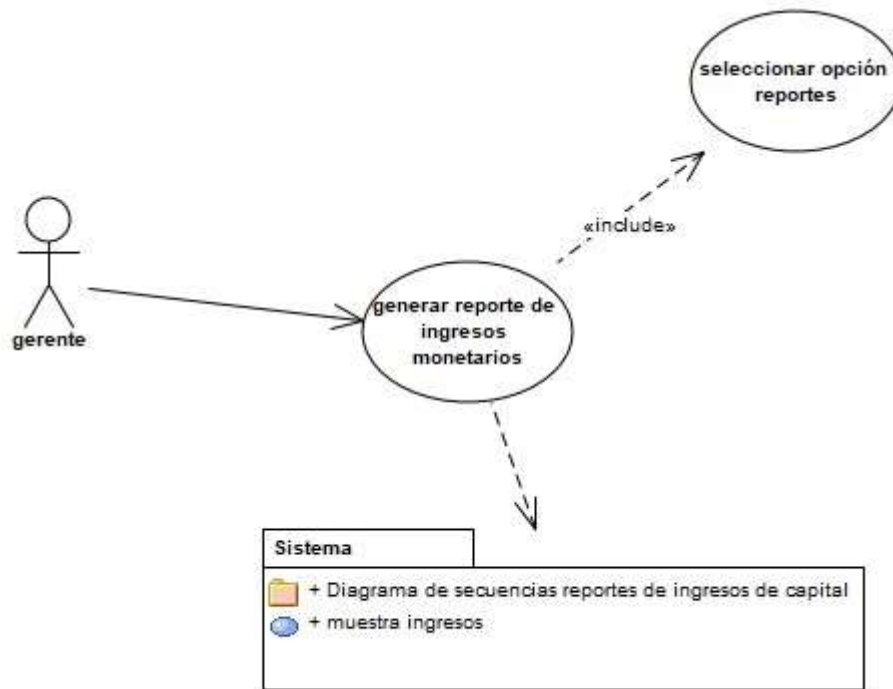 seleccionar opción
reportes
«include»
gerente
generar reporte de
ingresos
monetarios
Sistema
+ Diagrama de secuencias reportes de ingresos de capital
+ muestra ingresos